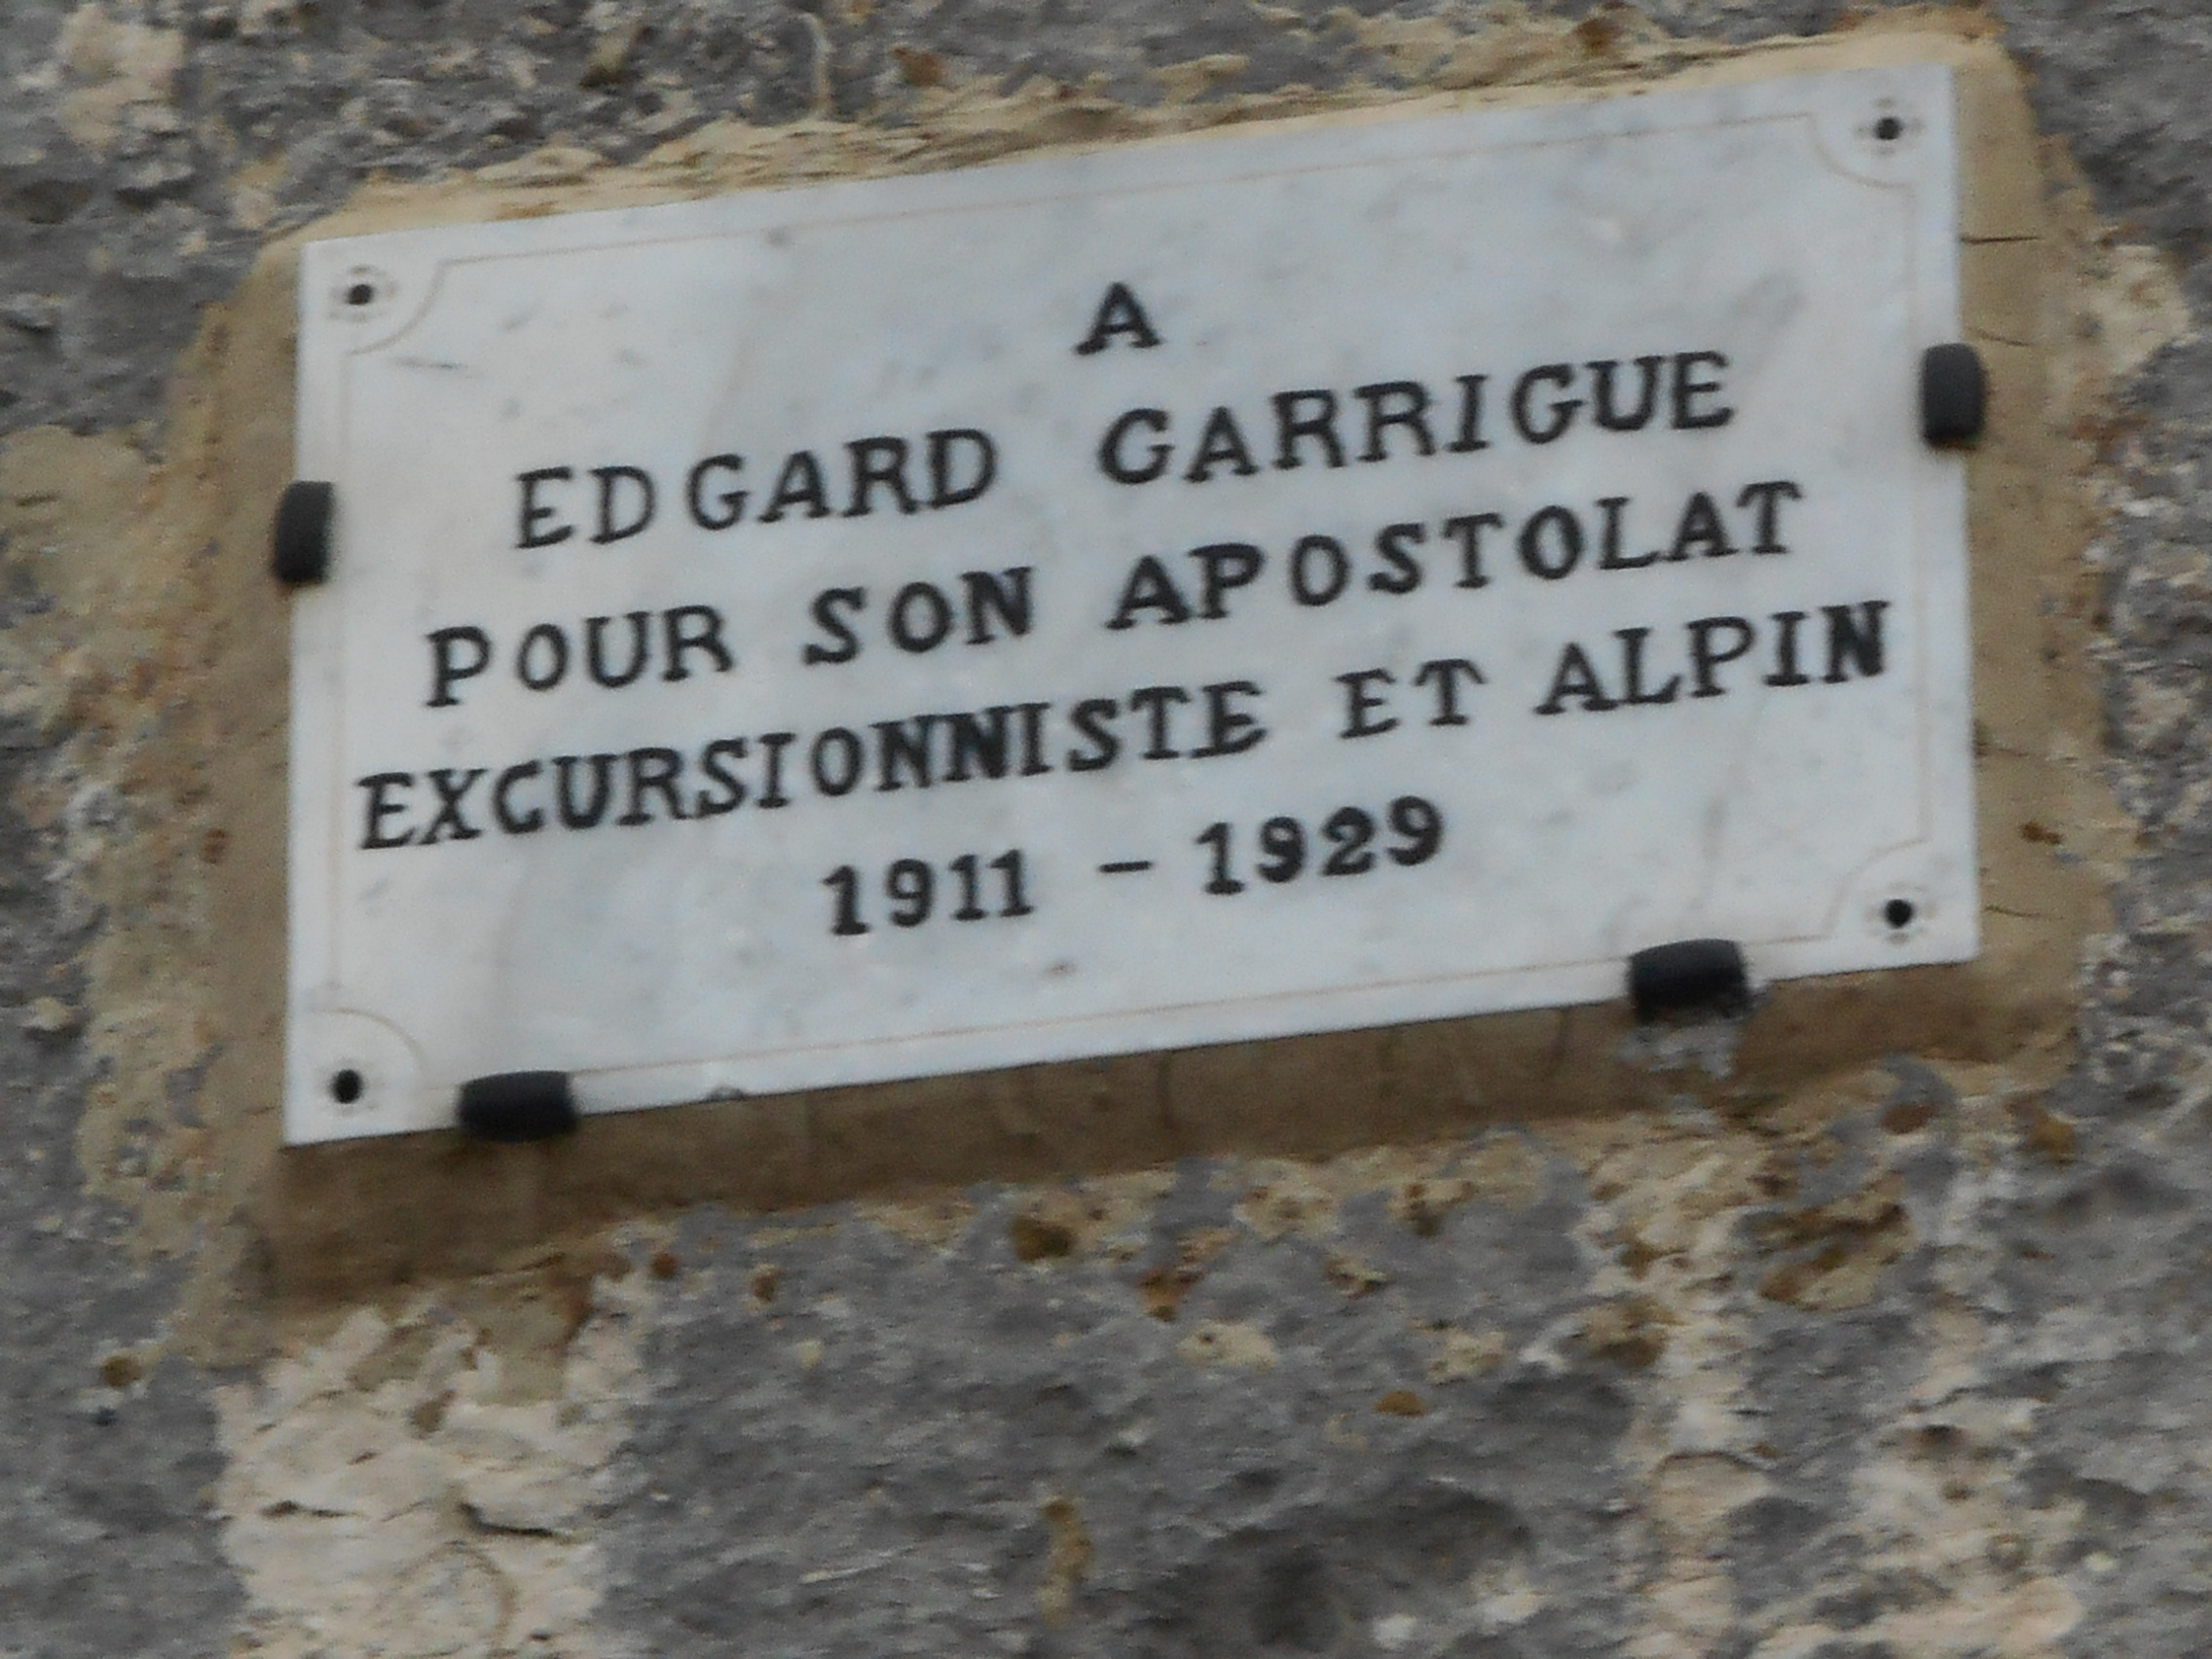 A
EDGARD GARRIGUE
POUR SON APOSTOLAT
EXCURSIONNISTE ET ALPIN
1911 - 1929